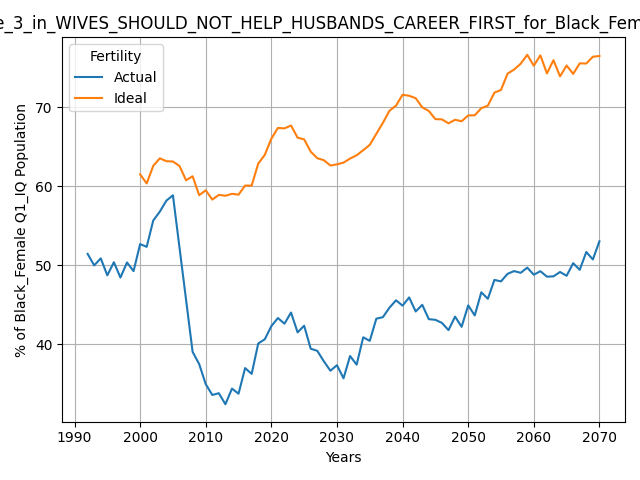 e_3_in_WIVES_SHOULD_NOT_HELP_HUSBANDS_CAREER_FIRST_for_Black_Fem
Fertility
Actual
Ideal
% of Black_Female Q1_IQ Population
70
60
50
40
1990 2000 2010 2020 2030 2040 2050 2060 2070
Years